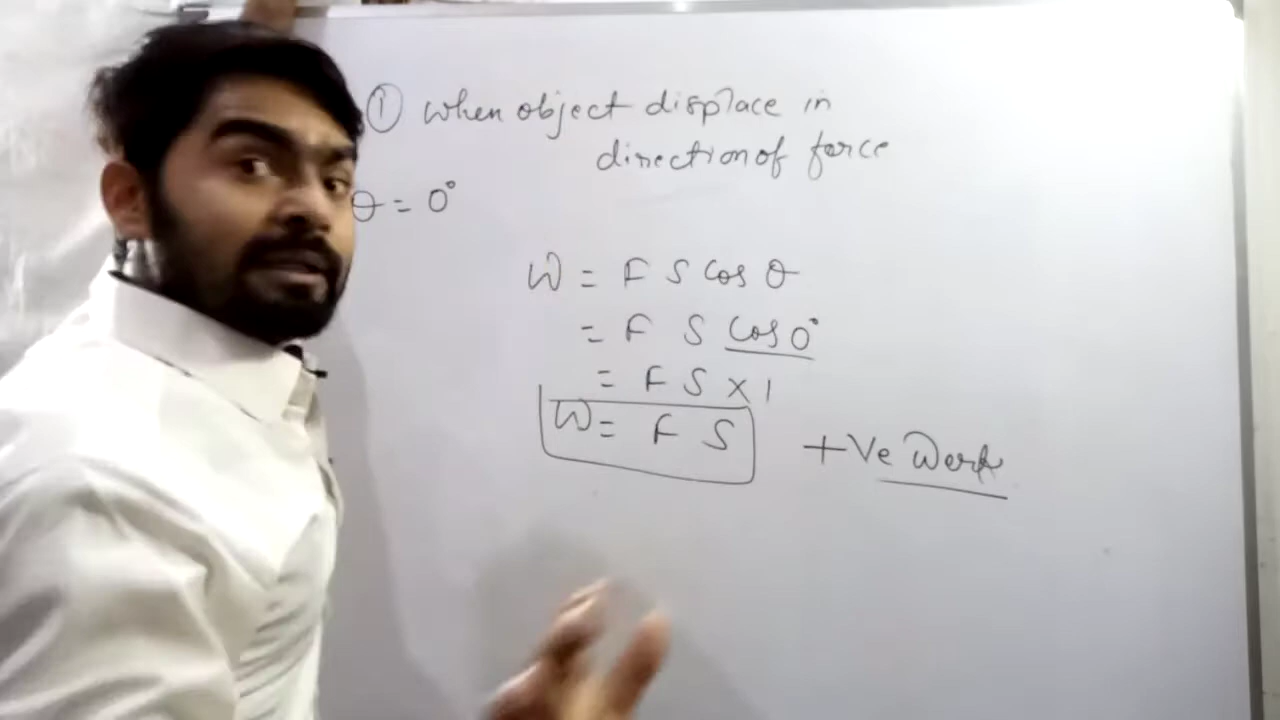 ① When object displace in
direction of force
θ = 0°
W = F S Cos θ
= F S Cos 0°
= F S × 1
W = F S
+Ve Work